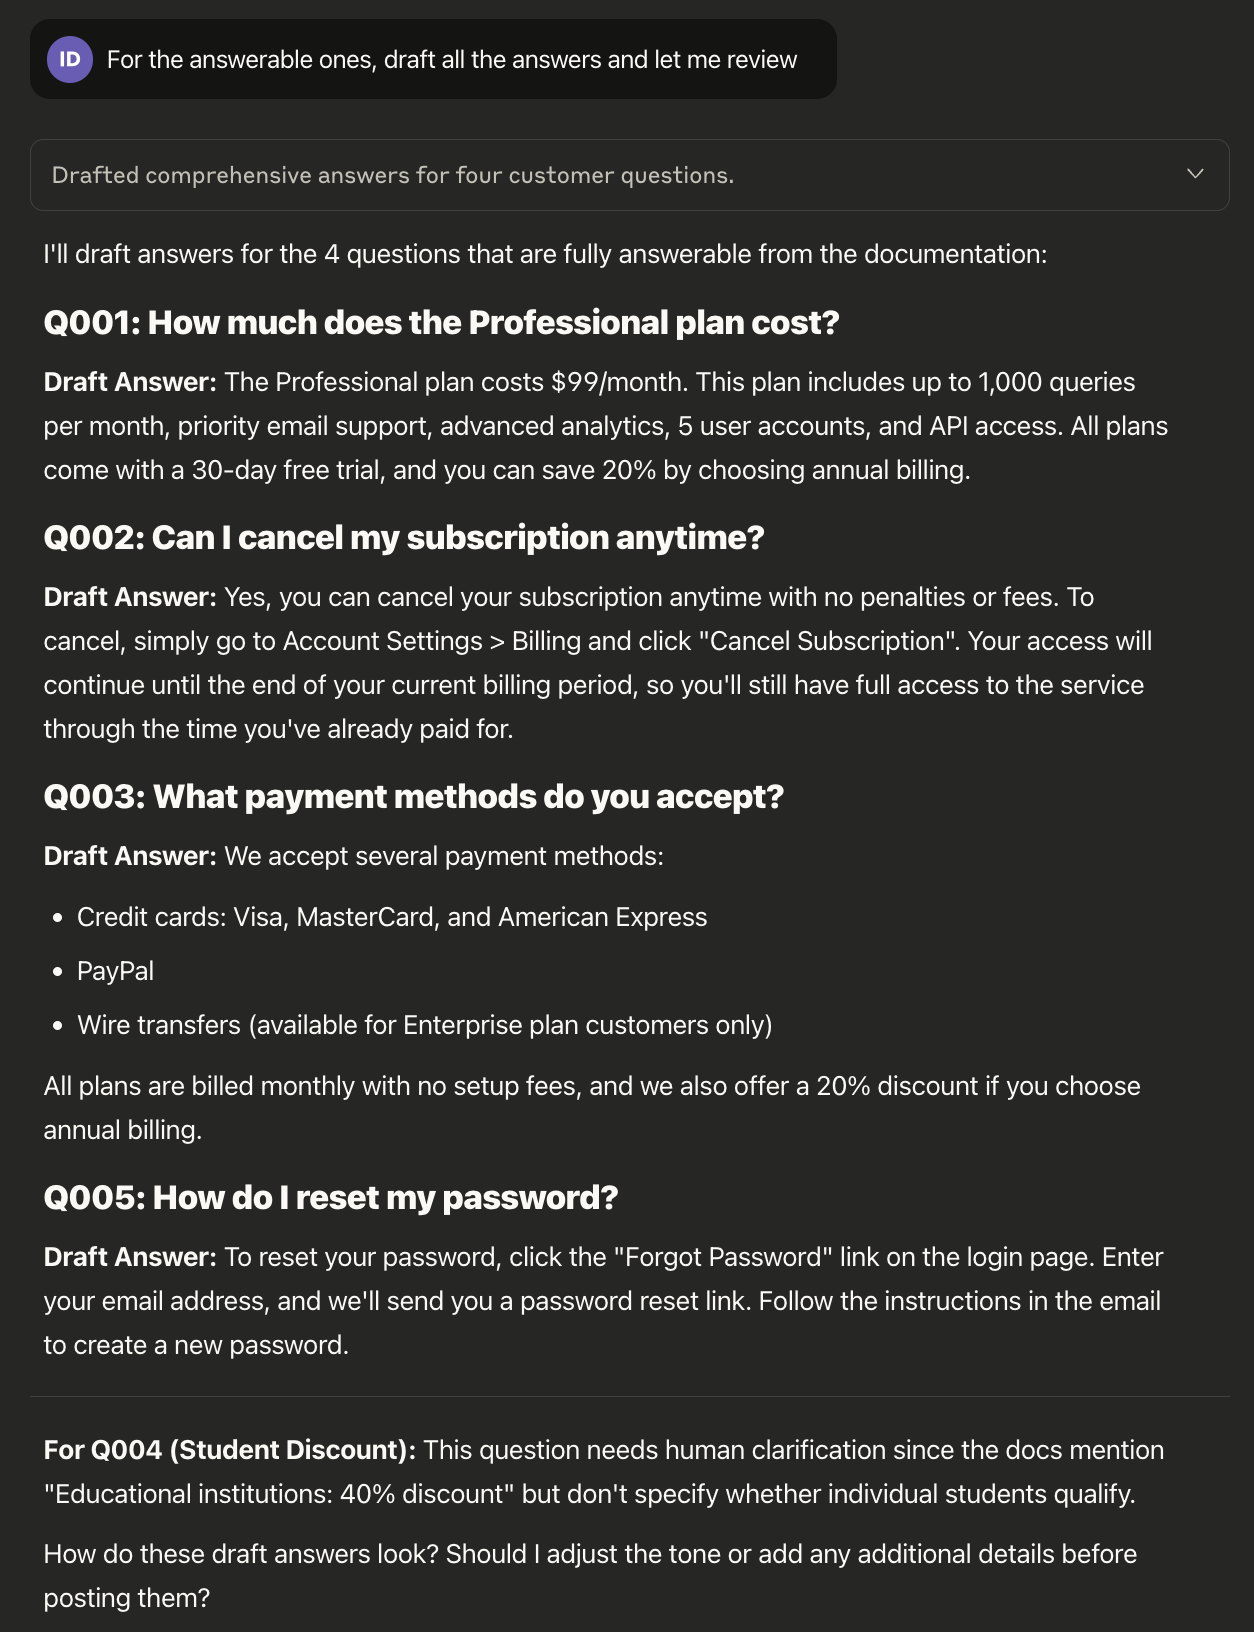 ID
For the answerable ones, draft all the answers and let me review
Drafted comprehensive answers for four customer questions.
I'll draft answers for the 4 questions that are fully answerable from the documentation:
Q001: How much does the Professional plan cost?
Draft Answer: The Professional plan costs $99/month. This plan includes up to 1,000 queries
per month, priority email support, advanced analytics, 5 user accounts, and API access. All plans
come with a 30-day free trial, and you can save 20% by choosing annual billing.
Q002: Can I cancel my subscription anytime?
Draft Answer: Yes, you can cancel your subscription anytime with no penalties or fees. To
cancel, simply go to Account Settings > Billing and click "Cancel Subscription". Your access will
continue until the end of your current billing period, so you'll still have full access to the service
through the time you've already paid for.
Q003: What payment methods do you accept?
Draft Answer: We accept several payment methods:
• Credit cards: Visa, MasterCard, and American Express
• PayPal
• Wire transfers (available for Enterprise plan customers only)
All plans are billed monthly with no setup fees, and we also offer a 20% discount if you choose
annual billing.
Q005: How do I reset my password?
Draft Answer: To reset your password, click the "Forgot Password" link on the login page. Enter
your email address, and we'll send you a password reset link. Follow the instructions in the email
to create a new password.
For Q004 (Student Discount): This question needs human clarification since the docs mention
"Educational institutions: 40% discount" but don't specify whether individual students qualify.
How do these draft answers look? Should I adjust the tone or add any additional details before
posting them?